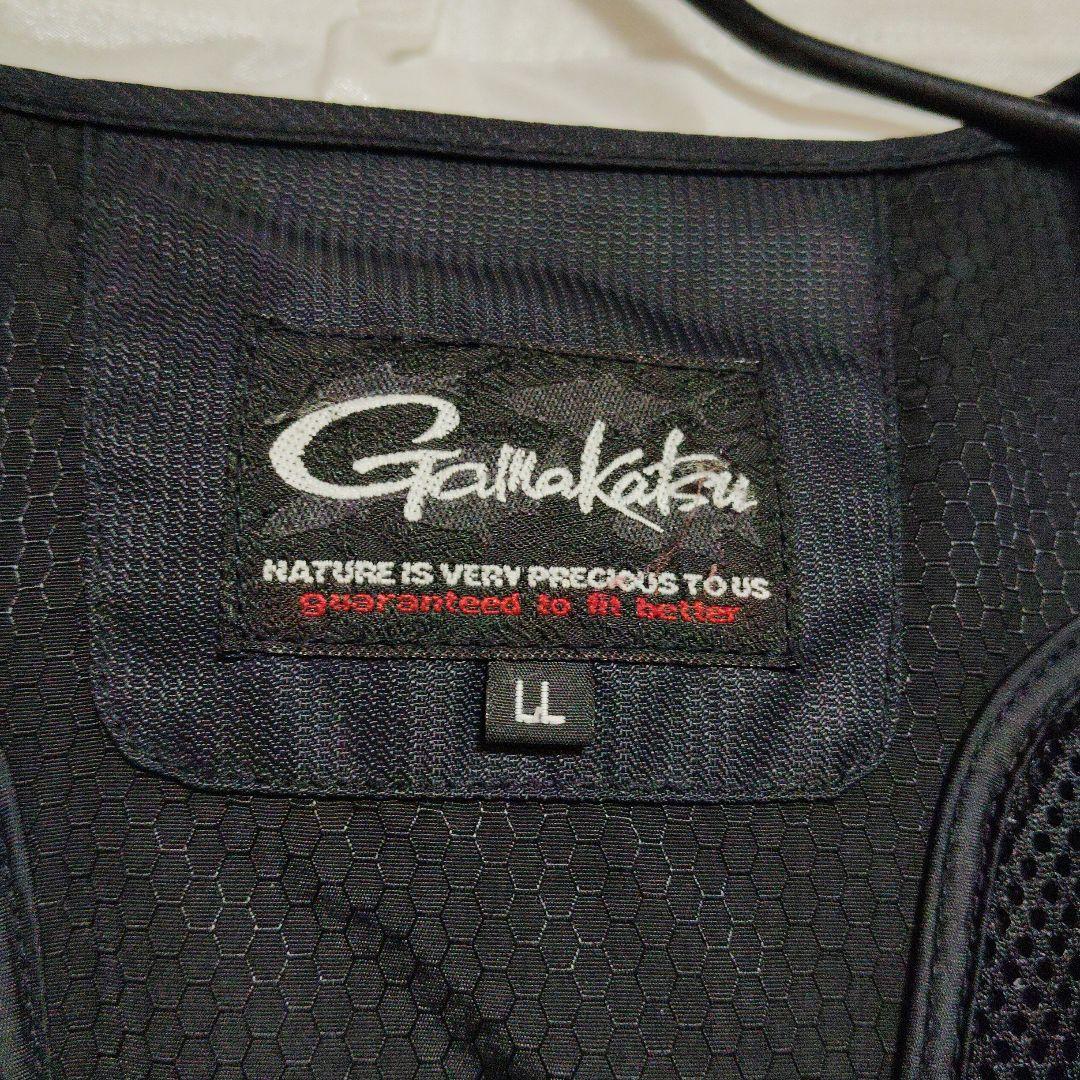 Gamakatsu
NATURE IS VERY PRECIOUS TO US
guaranteed to fit better
LL